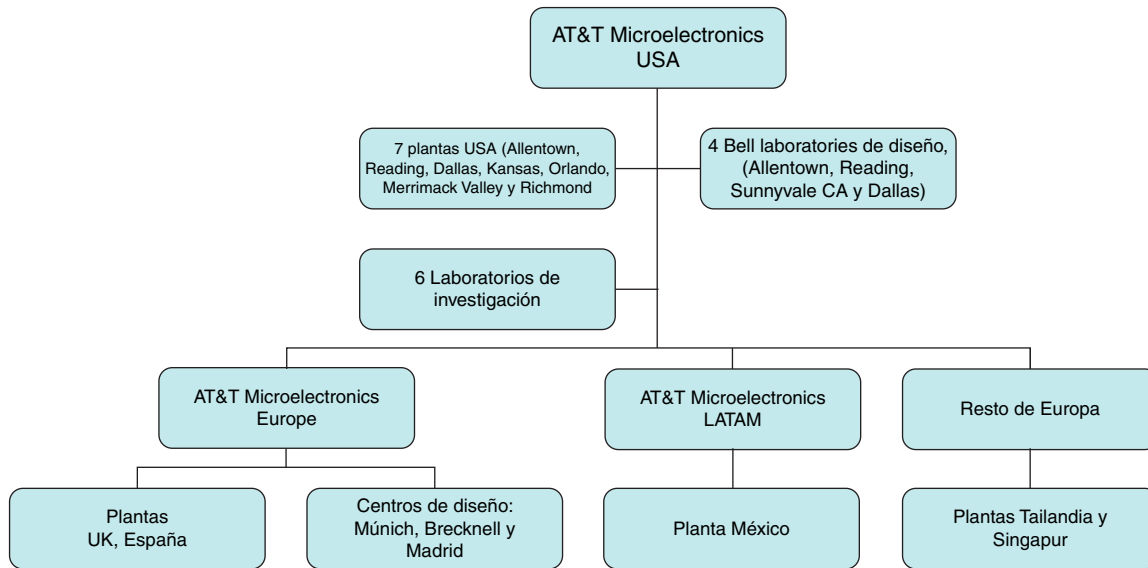 AT&T Microelectronics
USA
7 plantas USA (Allentown,
Reading, Dallas, Kansas, Orlando,
Merrimack Valley y Richmond
4 Bell laboratories de diseño,
(Allentown, Reading,
Sunnyvale CA y Dallas)
6 Laboratorios de
investigación
AT&T Microelectronics
Europe
AT&T Microelectronics
LATAM
Resto de Europa
Plantas
UK, España
Centros de diseño:
Múnich, Brecknell y
Madrid
Planta México
Plantas Tailandia y
Singapur